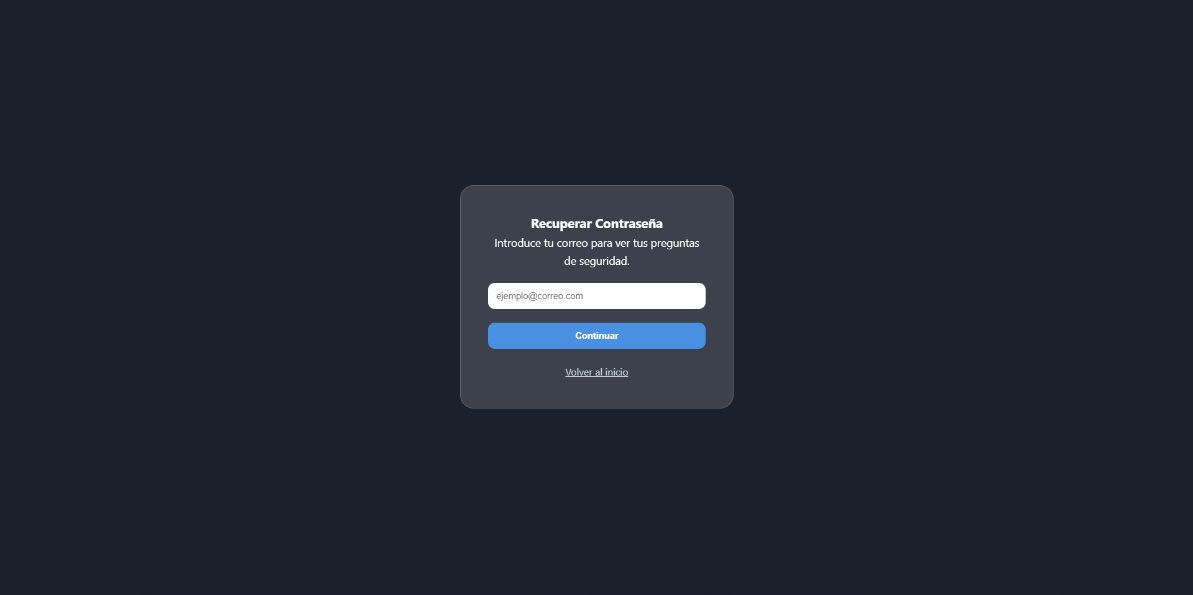 Recuperar Contraseña
Introduce tu correo para ver tus preguntas
de seguridad.
ejemplo@correo.com
Continuar
Volver al inicio